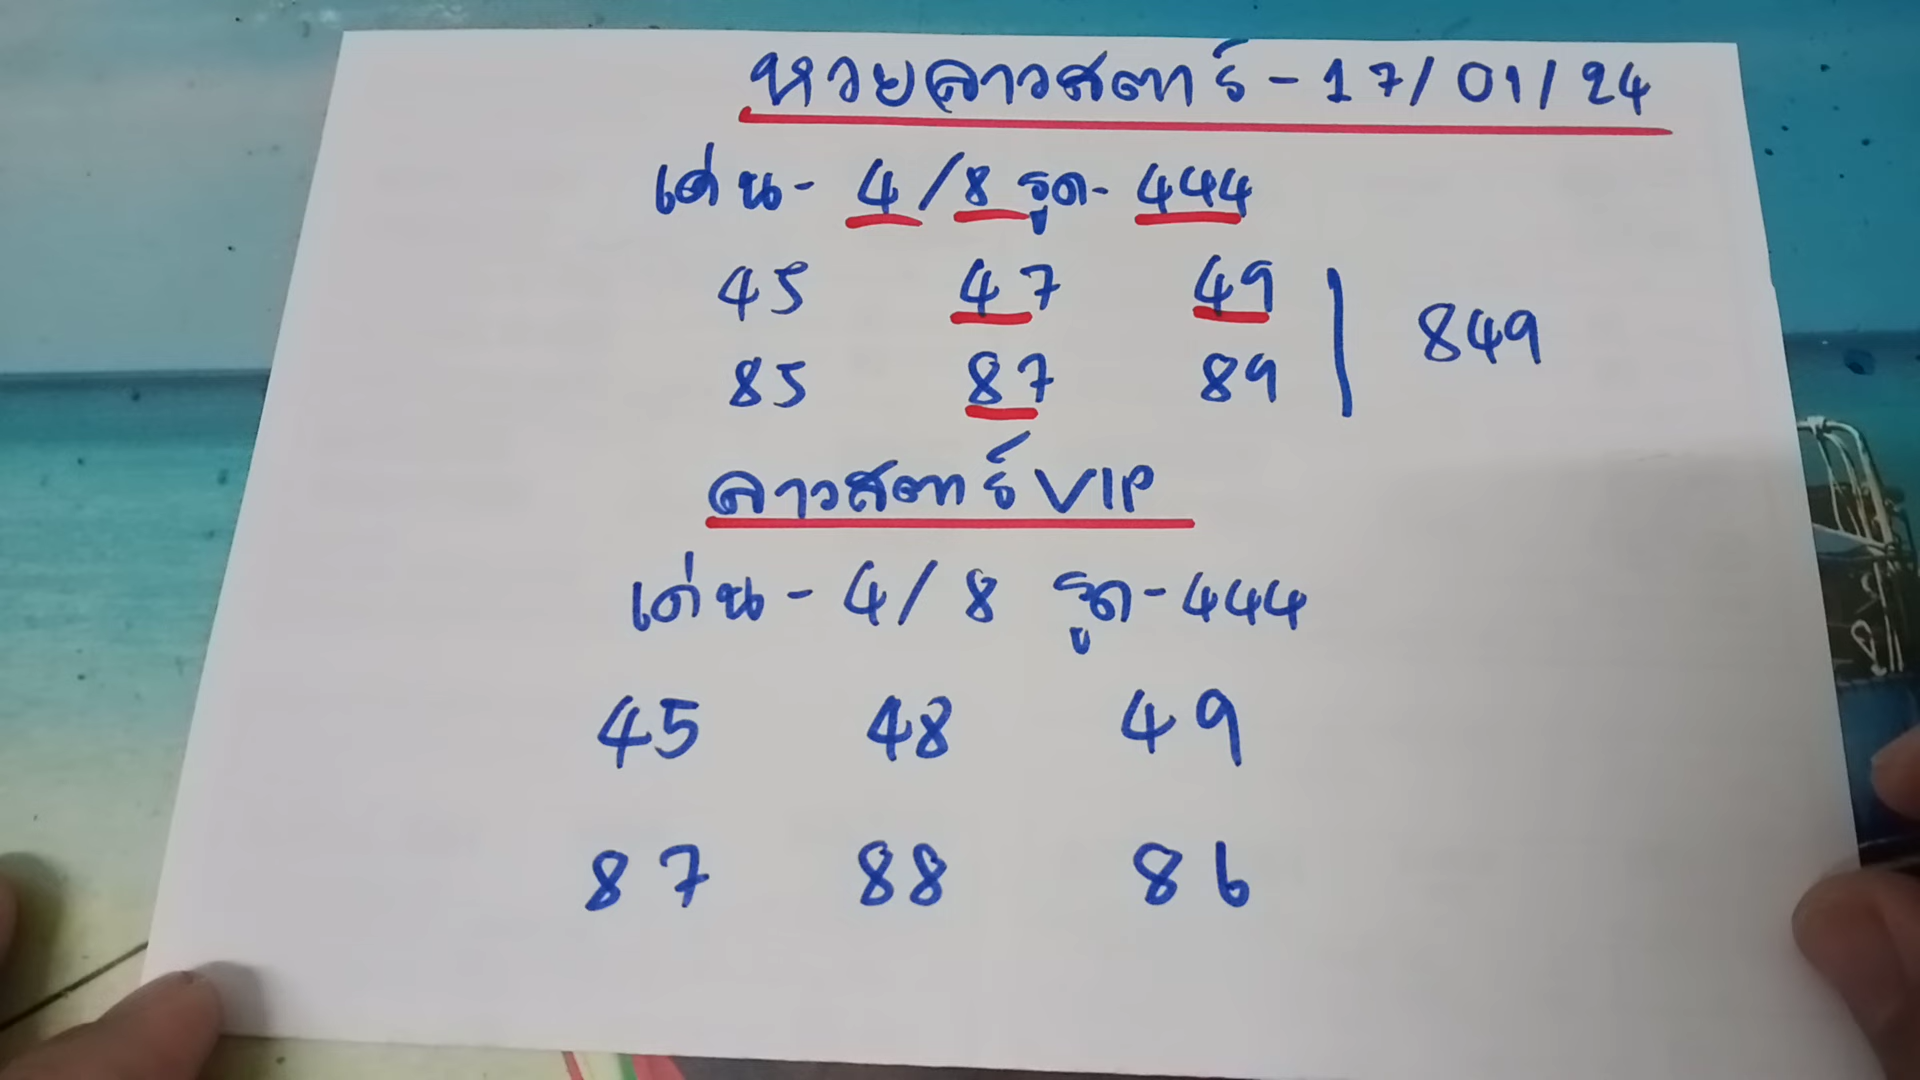 หวยลาวสตาร์ - 17/01/24
เด่น - 4/8 รูด - 444
45 47 49
849
85 87 89
ลาวสตาร์ VIP
เด่น - 4/8 รูด - 444
45 48 49
87 88 86